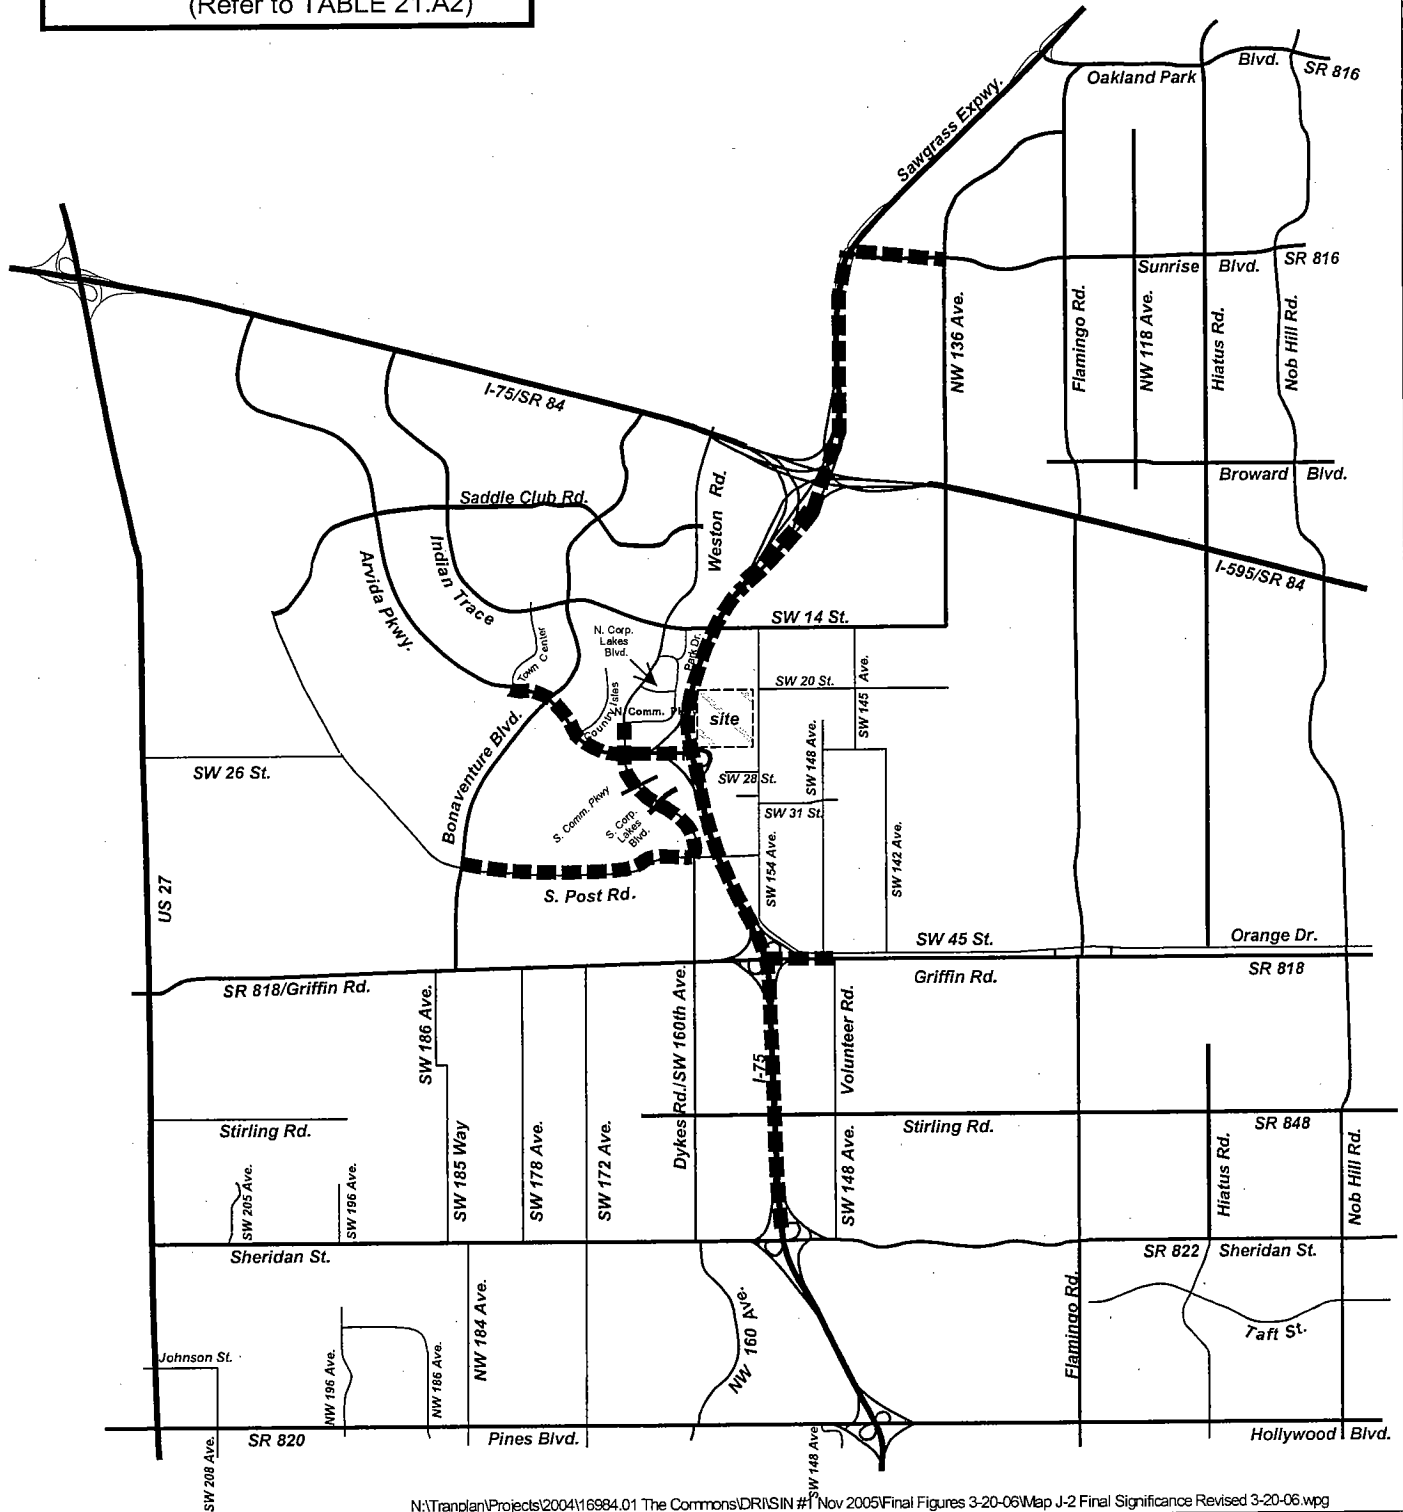 (Refer to TABLE 21.A2)
Oakland Park
Blvd.
SR 816
Sawgrass Expwy.
Sunrise
Blvd.
SR 816
NW 136 Ave.
Flamingo Rd.
NW 118 Ave.
Hiatus Rd.
Nob Hill Rd.
I-75/SR 84
Broward
Blvd.
Saddle Club Rd.
Weston Rd.
Arvida Pkwy.
Indian Trace
I-595/SR 84
SW 14 St.
N. Corp.
Lakes
Blvd.
Park Dr.
Town Center
Country Isles
N. Comm. Pk
site
SW 20 St.
SW 145 Ave.
SW 148 Ave.
SW 26 St.
Bonaventure Blvd.
SW 28 St.
S. Comm. Pkwy
S. Corp.
Lakes
Blvd.
SW 31 St.
SW 154 Ave.
SW 142 Ave.
US 27
S. Post Rd.
SW 45 St.
Orange Dr.
SR 818/Griffin Rd.
Griffin Rd.
SR 818
SW 186 Ave.
Dykes Rd./SW 160th Ave.
I-75
Volunteer Rd.
Stirling Rd.
Stirling Rd.
SR 848
SW 205 Ave.
SW 196 Ave.
SW 185 Way
SW 178 Ave.
SW 172 Ave.
SW 148 Ave.
Hiatus Rd.
Nob Hill Rd.
Sheridan St.
SR 822
Sheridan St.
NW 184 Ave.
NW 160 Ave.
Flamingo Rd.
Taft St.
Johnson St.
NW 196 Ave.
NW 186 Ave.
SR 820
Pines Blvd.
Hollywood Blvd.
SW 208 Ave.
SW 148 Ave
N:\Tranplan\Projects\2004\16984.01 The Commons\DRI\SIN #1 Nov 2005\Final Figures 3-20-06\Map J-2 Final Significance Revised 3-20-06.wpg